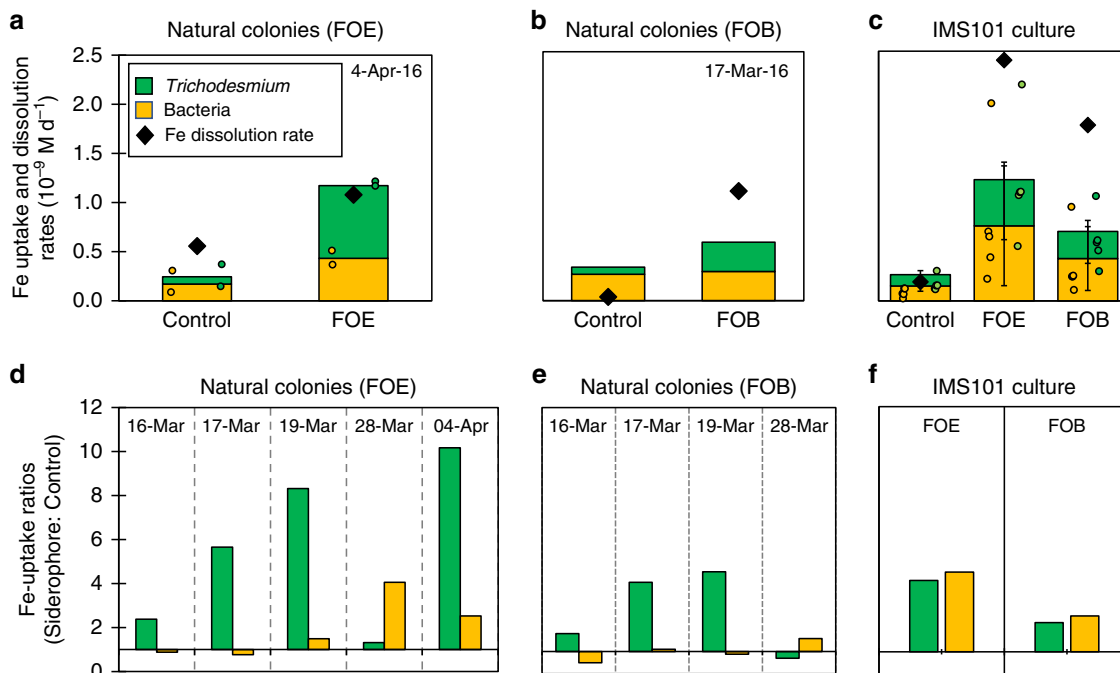 a
Natural colonies (FOE)
b
Natural colonies (FOB)
c
IMS101 culture
Fe uptake and dissolution
rates (10⁻⁹ M d⁻¹)
2.5
2.0
1.5
1.0
0.5
0.0
4-Apr-16
Trichodesmium
Bacteria
Fe dissolution rate
Control
FOE
17-Mar-16
Control
FOB
Control
FOE
FOB
d
Natural colonies (FOE)
e
Natural colonies (FOB)
f
IMS101 culture
Fe-uptake ratios
(Siderophore: Control)
12
10
8
6
4
2
0
16-Mar
17-Mar
19-Mar
28-Mar
04-Apr
16-Mar
17-Mar
19-Mar
28-Mar
FOE
FOB